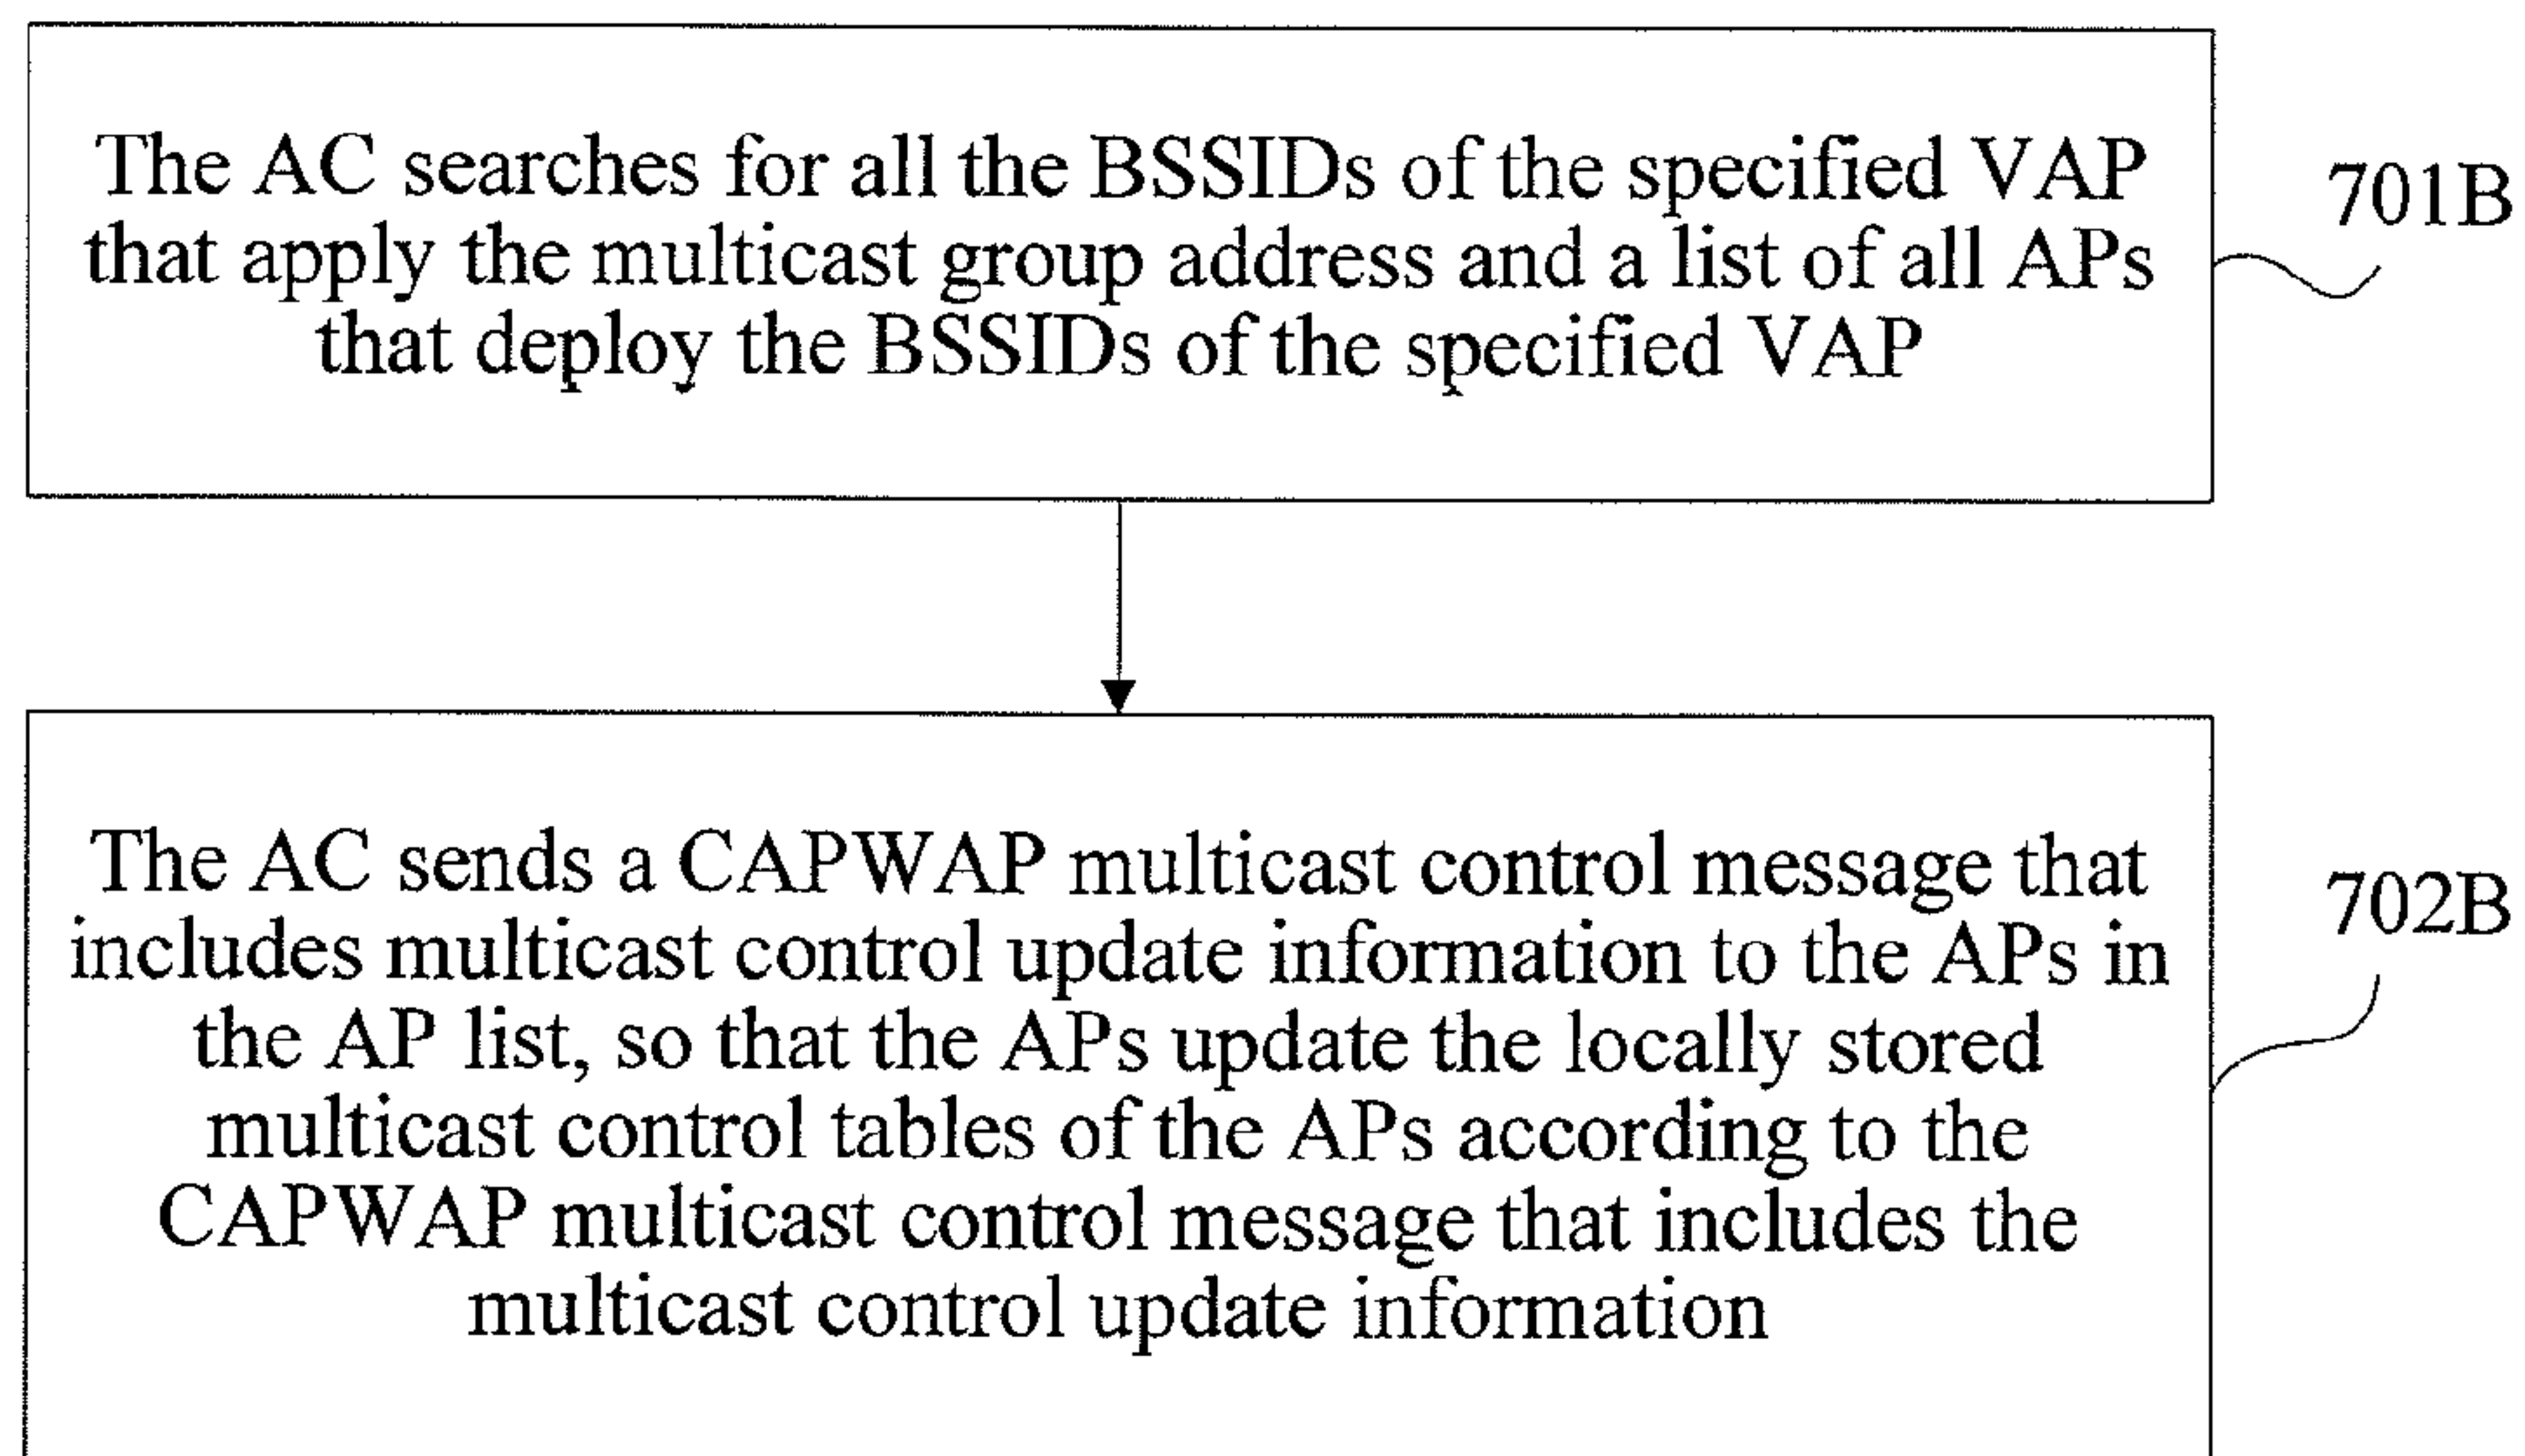 The AC searches for all the BSSIDs of the specified VAP
that apply the multicast group address and a list of all APs
that deploy the BSSIDs of the specified VAP
701B
The AC sends a CAPWAP multicast control message that
includes multicast control update information to the APs in
the AP list, so that the APs update the locally stored
multicast control tables of the APs according to the
CAPWAP multicast control message that includes the
multicast control update information
702B